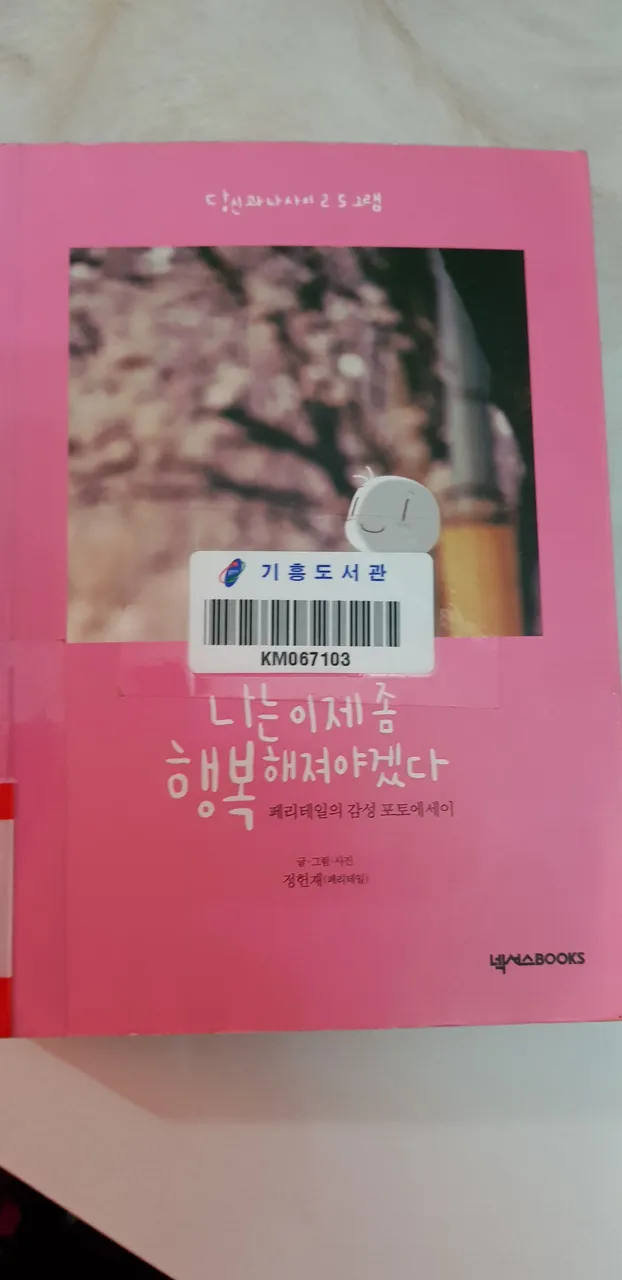 당신과 나 사이 25그램
기흥도서관
KM067103
나는 이제 좀
행복해져야겠다
페리테일의 감성 포토에세이
글·그림·사진
정헌재(페리테일)
넥서스BOOKS